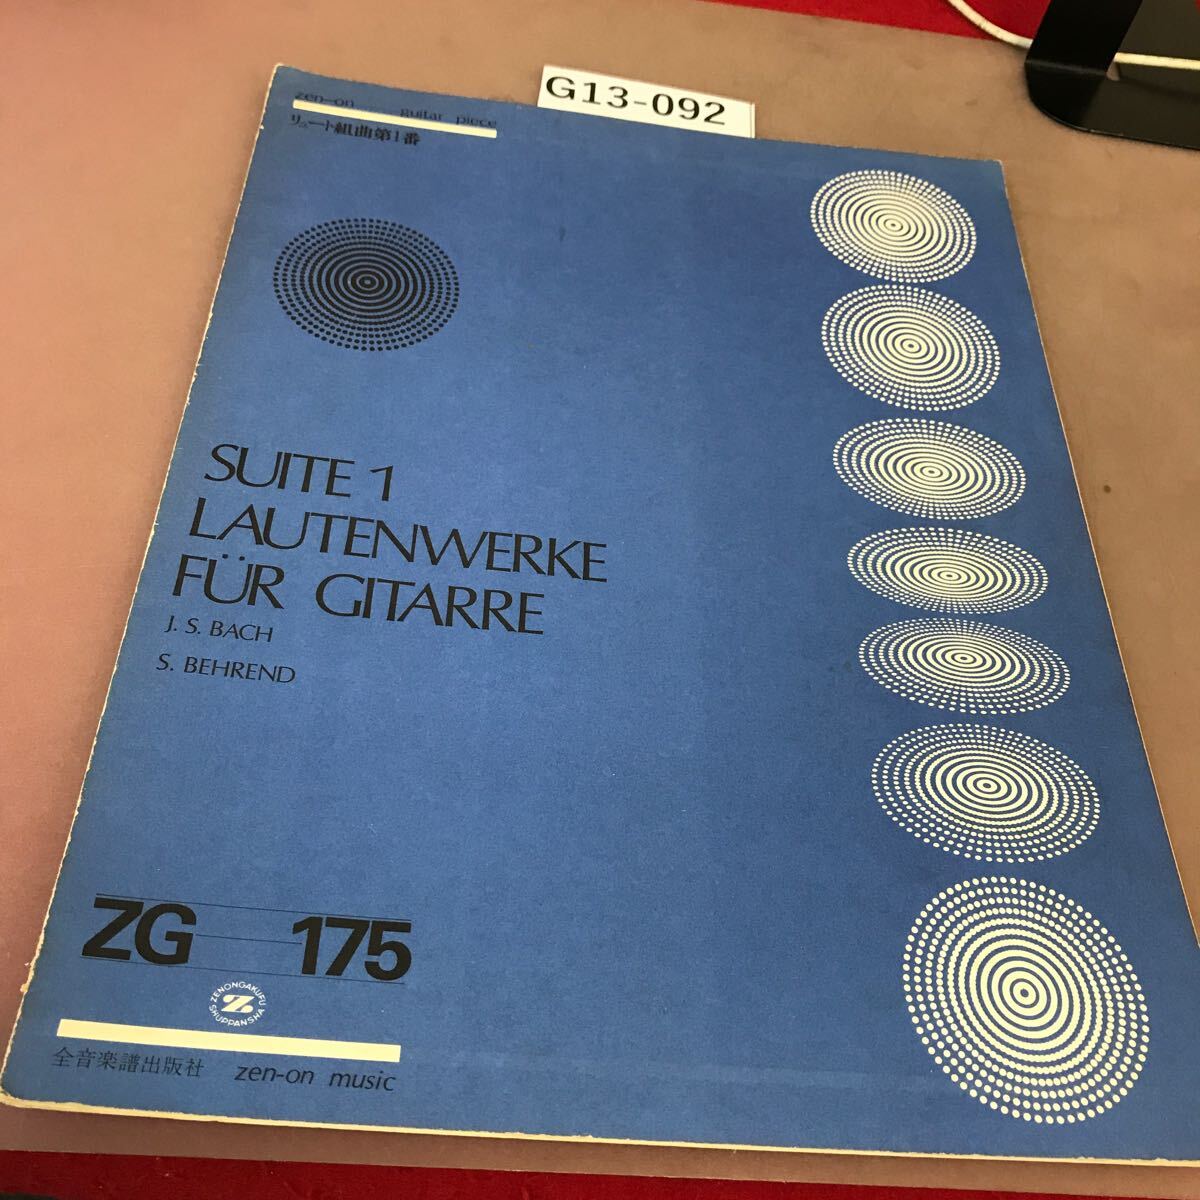 G13-092
zen-on guitar piece
リュート組曲第1番
SUITE 1
LAUTENWERKE
FÜR GITARRE
J. S. BACH
S. BEHREND
ZG 175
ZENONGAKUFU
SHUPPANSHA
Z
全音楽譜出版社 zen-on music